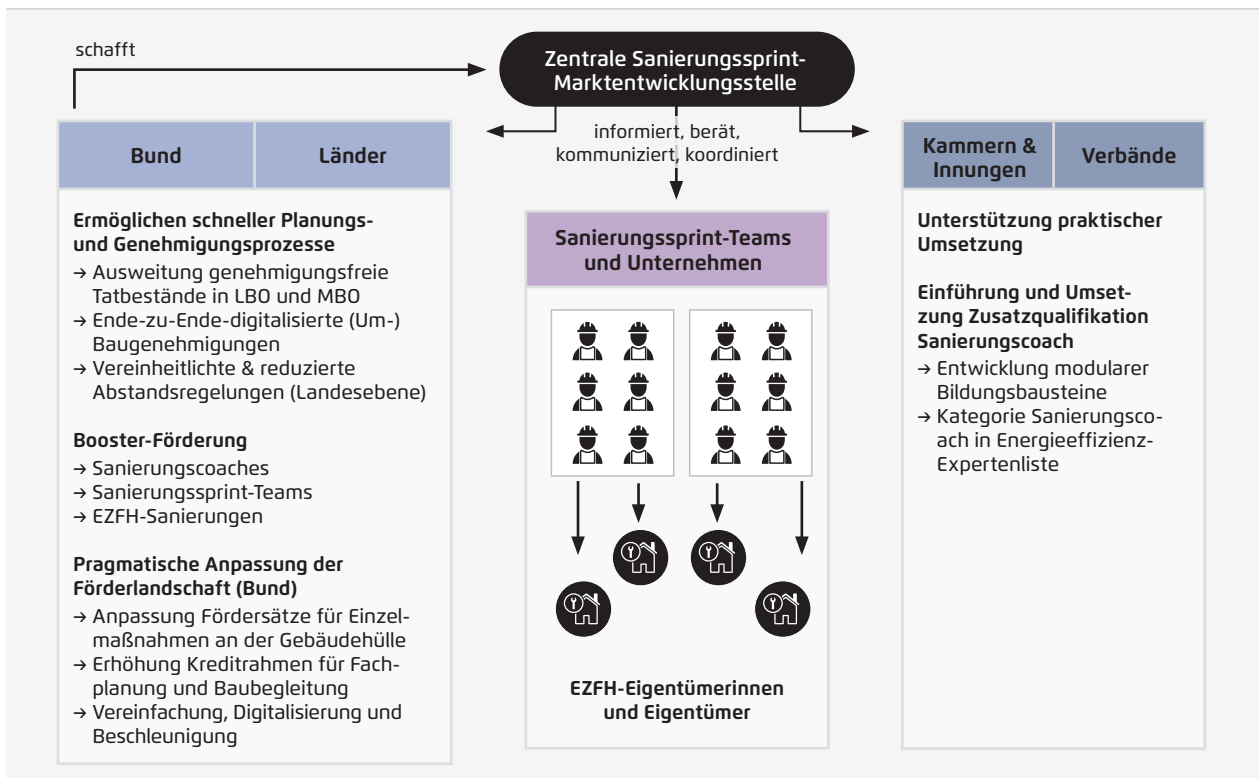 schafft
Zentrale Sanierungssprint-
Marktentwicklungsstelle
informiert, berät,
kommuniziert, koordiniert
Bund
Länder
Ermöglichen schneller Planungs-
und Genehmigungsprozesse
→ Ausweitung genehmigungsfreie
Tatbestände in LBO und MBO
→ Ende-zu-Ende-digitalisierte (Um-)
Baugenehmigungen
→ Vereinheitlichte & reduzierte
Abstandsregelungen (Landesebene)
Booster-Förderung
→ Sanierungscoaches
→ Sanierungssprint-Teams
→ EZFH-Sanierungen
Pragmatische Anpassung der
Förderlandschaft (Bund)
→ Anpassung Fördersätze für Einzel-
maßnahmen an der Gebäudehülle
→ Erhöhung Kreditrahmen für Fach-
planung und Baubegleitung
→ Vereinfachung, Digitalisierung und
Beschleunigung
Sanierungssprint-Teams
und Unternehmen
EZFH-Eigentümerinnen
und Eigentümer
Kammern &
Innungen
Verbände
Unterstützung praktischer
Umsetzung
Einführung und Umset-
zung Zusatzqualifikation
Sanierungscoach
→ Entwicklung modularer
Bildungsbausteine
→ Kategorie Sanierungsco-
ach in Energieeffizienz-
Expertenliste